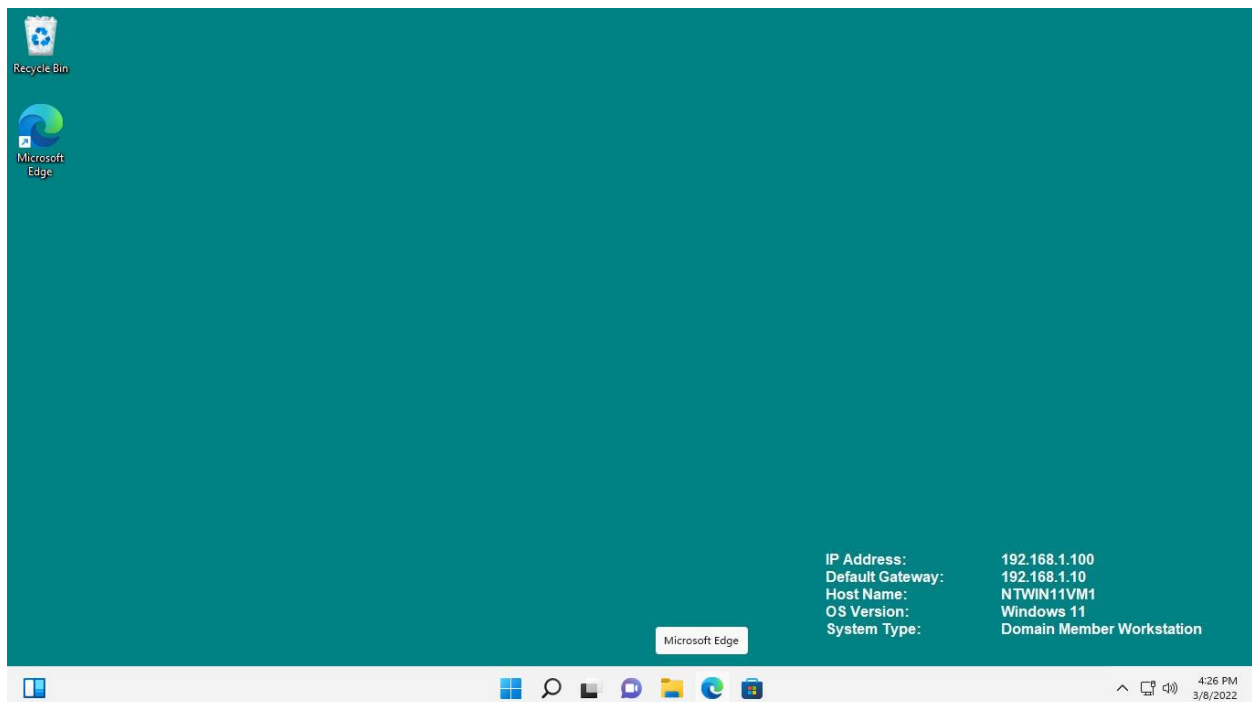 Recycle Bin
Microsoft
Edge
IP Address: 192.168.1.100
Default Gateway: 192.168.1.10
Host Name: NTWIN11VM1
OS Version: Windows 11
System Type: Domain Member Workstation
Microsoft Edge
4:26 PM
3/8/2022